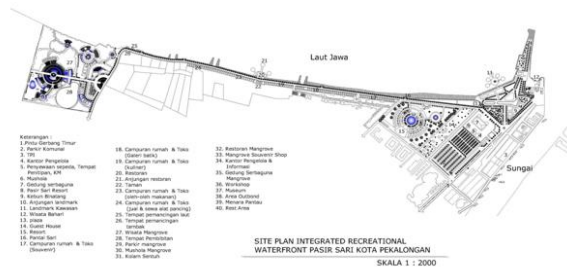 Laut Jawa
Sungai
Keterangan :
1.Pintu Gerbang Timur
2. Parkir Komunal
3. TPI
4. Kantor Pengelola
5. Penyewaan sepeda, Tempat
Penitipan, KM
6. Mushola
7. Gedung serbaguna
8. Pasir Sari Resort
9. Kebun Binatang
10. Anjungan landmark
11. Landmark Kawasan
12. Wisata Bahari
13. plaza
14. Guest House
15. Resort
16. Pantai Sari
17. Campuran rumah & Toko
(Souvenir)
18. Campuran rumah & Toko
(Galeri batik)
19. Campuran rumah & Toko
(kuliner)
20. Restoran
21. Anjungan restoran
22. Taman
23. Campuran rumah & Toko
(oleh-oleh makanan)
24. Campuran rumah & Toko
(jual & sewa alat pancing)
25. Tempat pemancingan laut
26. Tempat pemancingan
tambak
27. Wisata Mangrove
28. Tempat Pembibitan
29. Parkir mangrove
30. Mushola Mangrove
31. Kolam Sentuh
32. Restoran Mangrove
33. Mangrove Souvenir Shop
34. Kantor Pengelola &
Informasi
35. Gedung Serbaguna
Mangrove
36. Workshop
37. Museum
38. Area Outbond
39. Menara Pantau
40. Rest Area
SITE PLAN INTEGRATED RECREATIONAL
WATERFRONT PASIR SARI KOTA PEKALONGAN
SKALA 1 : 2000